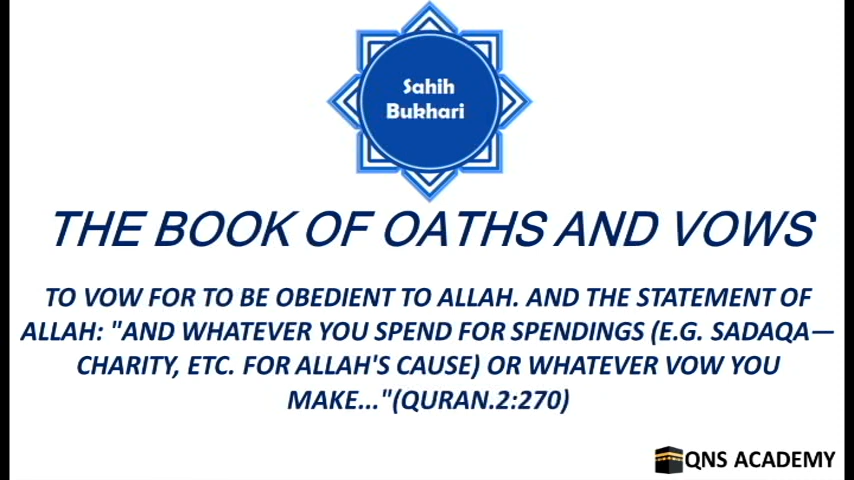 Sahih
Bukhari
THE BOOK OF OATHS AND VOWS
TO VOW FOR TO BE OBEDIENT TO ALLAH. AND THE STATEMENT OF
ALLAH: "AND WHATEVER YOU SPEND FOR SPENDINGS (E.G. SADAQA—
CHARITY, ETC. FOR ALLAH'S CAUSE) OR WHATEVER VOW YOU
MAKE..."(QURAN.2:270)
QNS ACADEMY